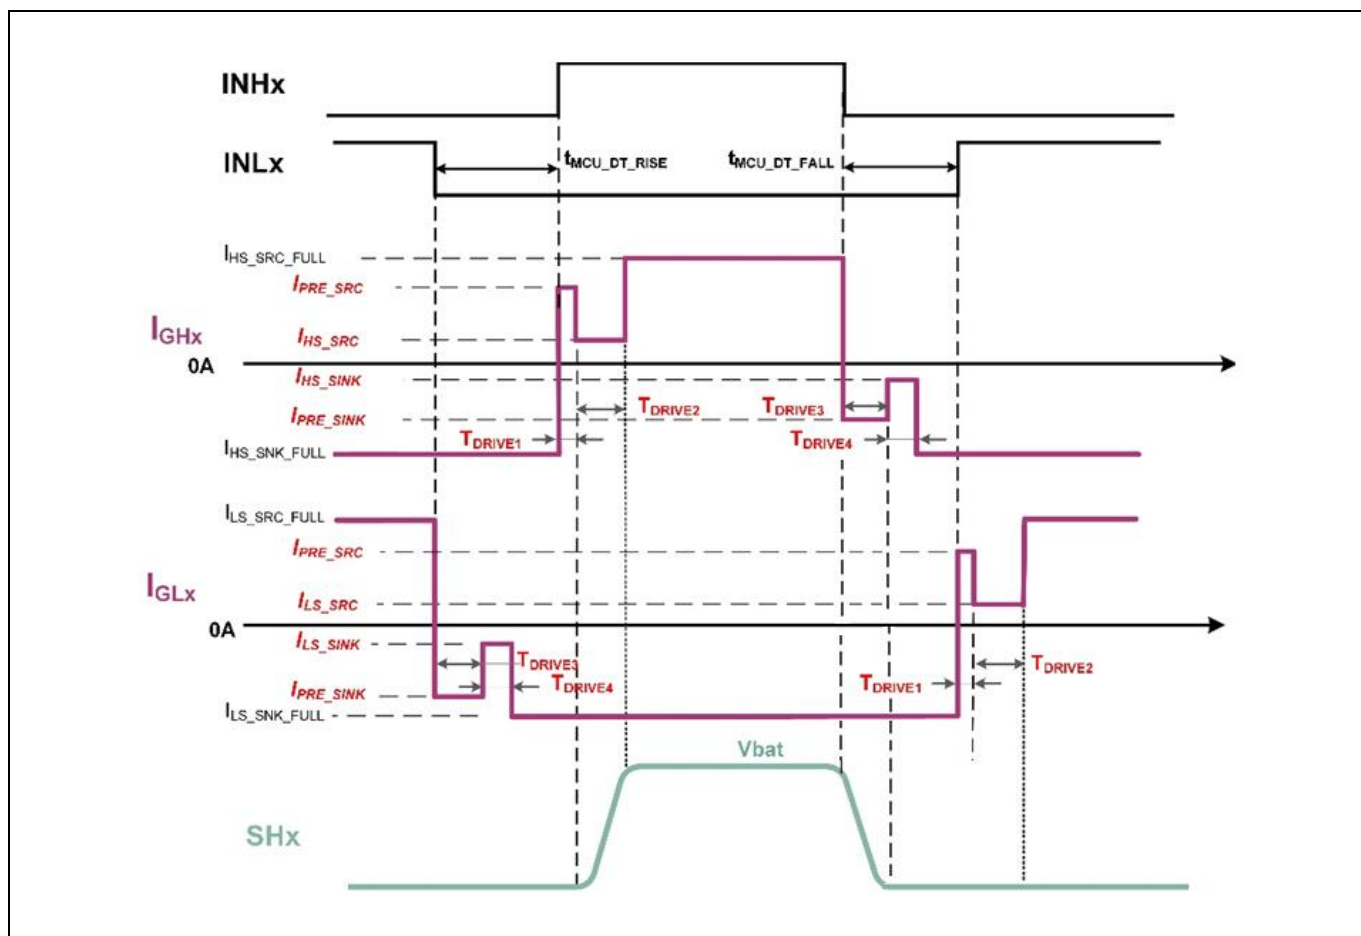 INHx
INLx
tMCU_DT_RISE
tMCU_DT_FALL
IHS_SRC_FULL
IPRE_SRC
IGHx
IHS_SRC
0A
IHS_SINK
IPRE_SINK
TDRIVE2
TDRIVE3
TDRIVE1
TDRIVE4
IHS_SNK_FULL
ILS_SRC_FULL
IPRE_SRC
IGLx
ILS_SRC
0A
ILS_SINK
TDRIVE3
TDRIVE2
IPRE_SINK
TDRIVE4
TDRIVE1
ILS_SNK_FULL
Vbat
SHx